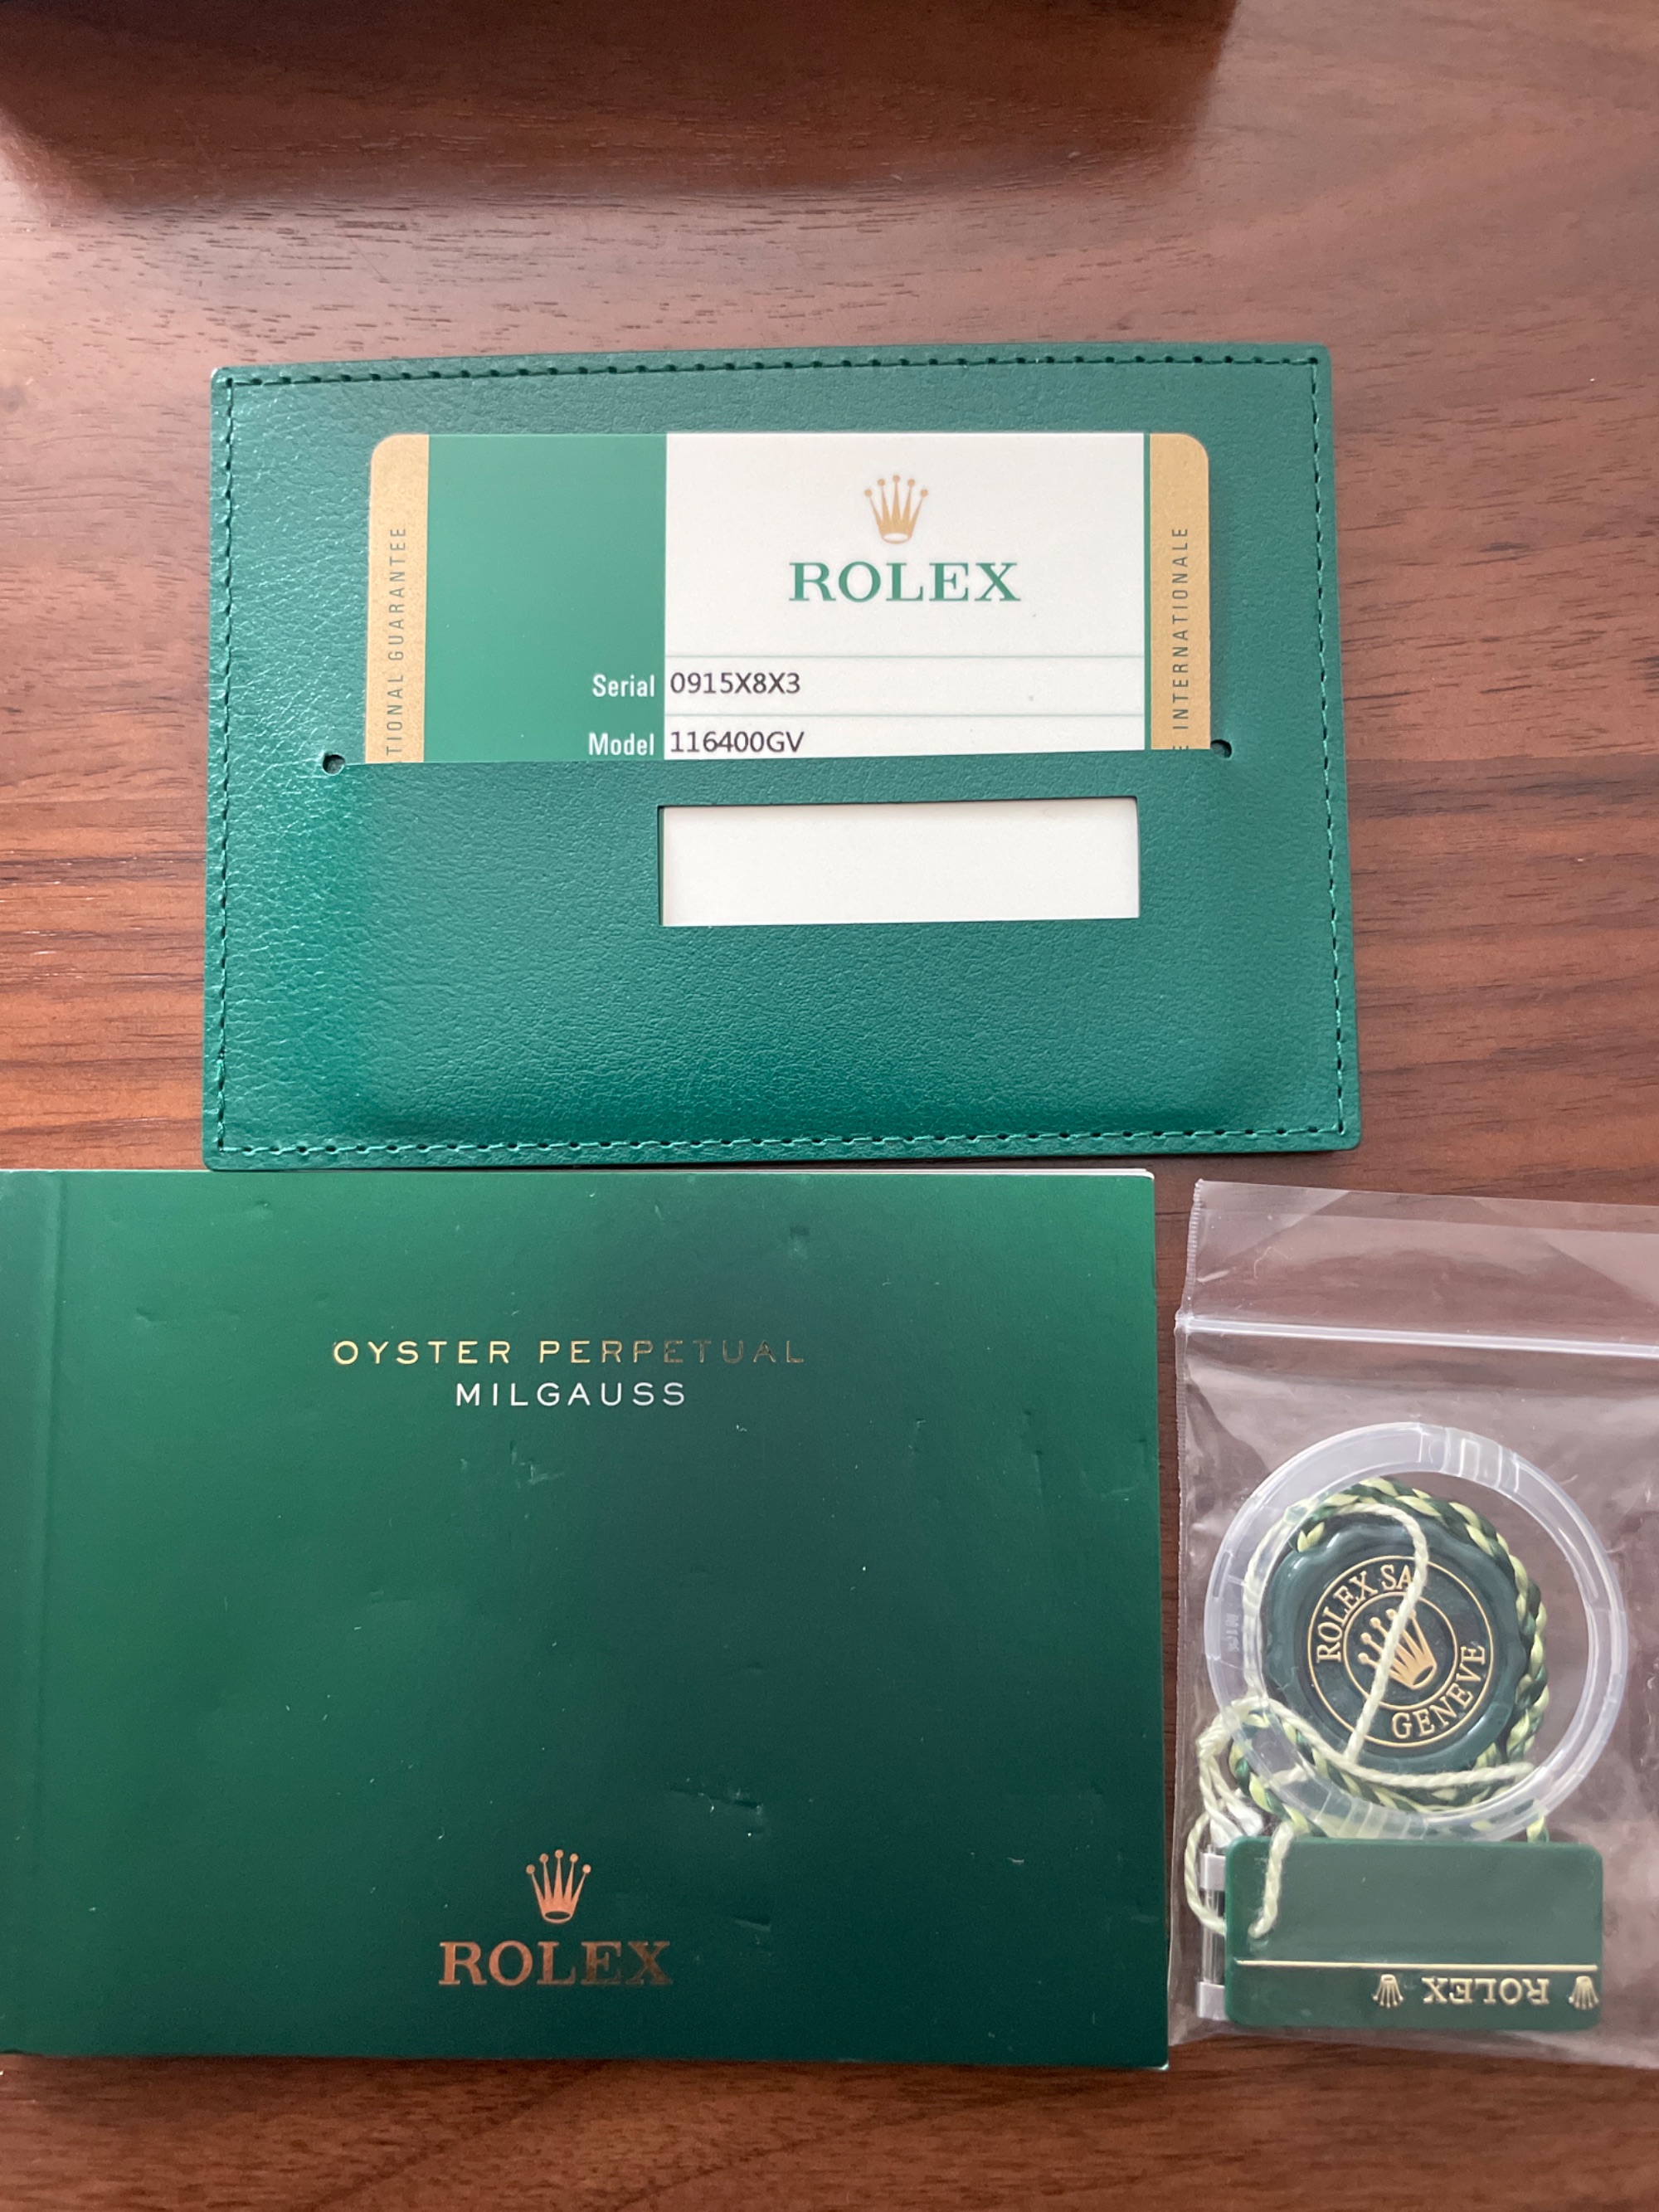 TIONAL GUARANTEE
ROLEX
Serial 0915X8X3
Model 116400GV
INTERNATIONALE
OYSTER PERPETUAL
MILGAUSS
ROLEX
ROLEX SA
GENEVE
ROLEX